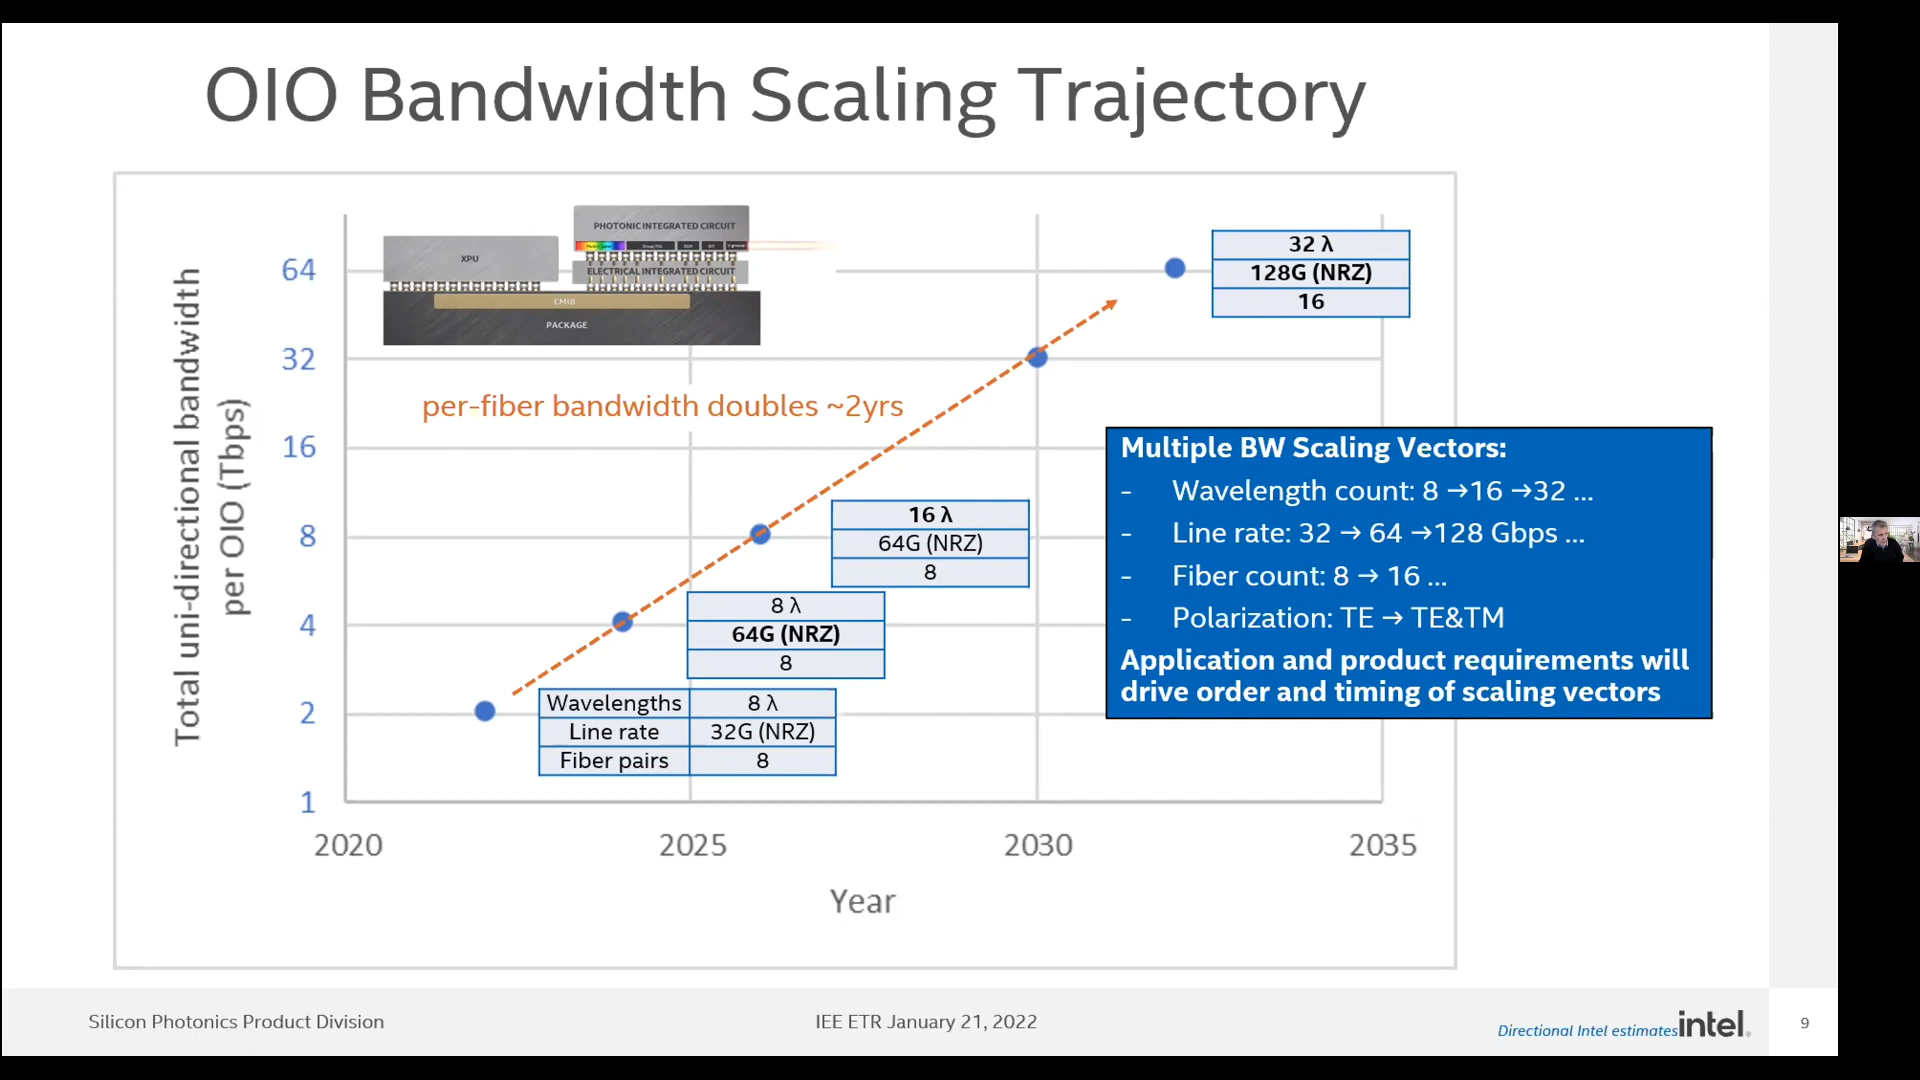 OIO Bandwidth Scaling Trajectory
Total uni-directional bandwidth
per OIO (Tbps)
64
32
16
8
4
2
1
2020
2025
2030
2035
Year
XPU
PHOTONIC INTEGRATED CIRCUIT
ELECTRICAL INTEGRATED CIRCUIT
EMIB
PACKAGE
per-fiber bandwidth doubles ~2yrs
Wavelengths 8 λ
Line rate 32G (NRZ)
Fiber pairs 8
8 λ
64G (NRZ)
8
16 λ
64G (NRZ)
8
32 λ
128G (NRZ)
16
Multiple BW Scaling Vectors:
- Wavelength count: 8 →16 →32 ...
- Line rate: 32 → 64 →128 Gbps ...
- Fiber count: 8 → 16 ...
- Polarization: TE → TE&TM
Application and product requirements will
drive order and timing of scaling vectors
Silicon Photonics Product Division
IEE ETR January 21, 2022
Directional Intel estimates
intel.
9